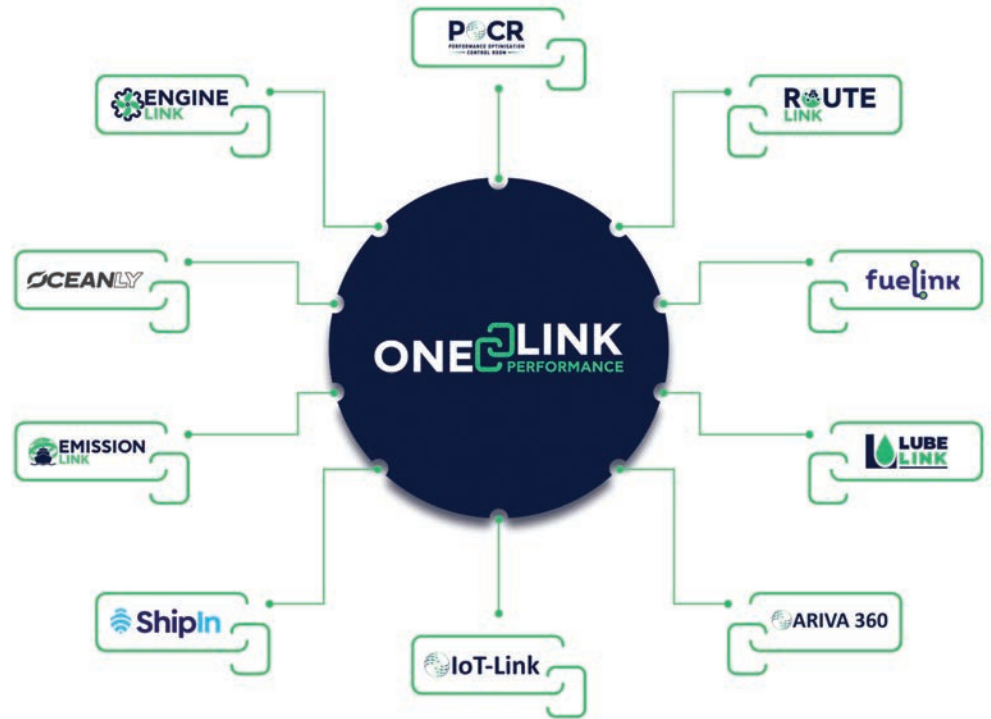 POCR
PERFORMANCE OPTIMISATION
CONTROL ROOM
ENGINE
LINK
ROUTE
LINK
OCEANLY
fuelink
ONE LINK
PERFORMANCE
EMISSION
LINK
LUBE
LINK
ShipIn
IoT-Link
ARIVA 360